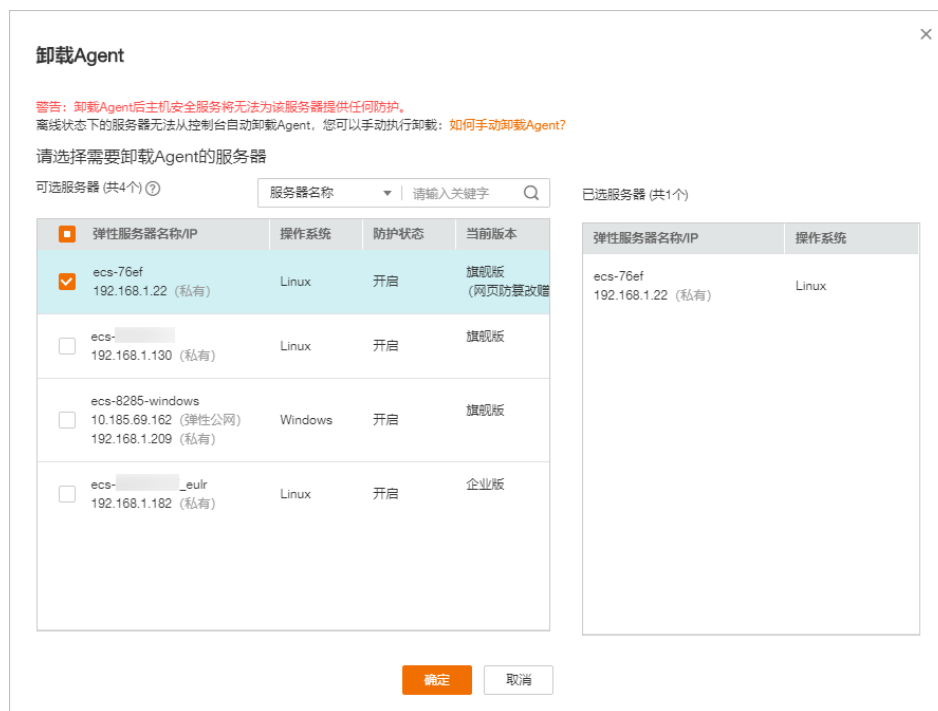 卸载Agent
警告：卸载Agent后主机安全服务将无法为该服务器提供任何防护。
离线状态下的服务器无法从控制台自动卸载Agent，您可以手动执行卸载：如何手动卸载Agent?
请选择需要卸载Agent的服务器
可选服务器 (共4个) ?
服务器名称 请输入关键字
已选服务器 (共1个)
弹性服务器名称/IP 操作系统 防护状态 当前版本
ecs-76ef
192.168.1.22 (私有)
Linux 开启
旗舰版
(网页防篡改赠
ecs-
192.168.1.130 (私有)
Linux 开启 旗舰版
ecs-8285-windows
10.185.69.162 (弹性公网)
192.168.1.209 (私有)
Windows 开启 旗舰版
ecs- _eulr
192.168.1.182 (私有)
Linux 开启 企业版
弹性服务器名称/IP 操作系统
ecs-76ef
192.168.1.22 (私有)
Linux
确定 取消